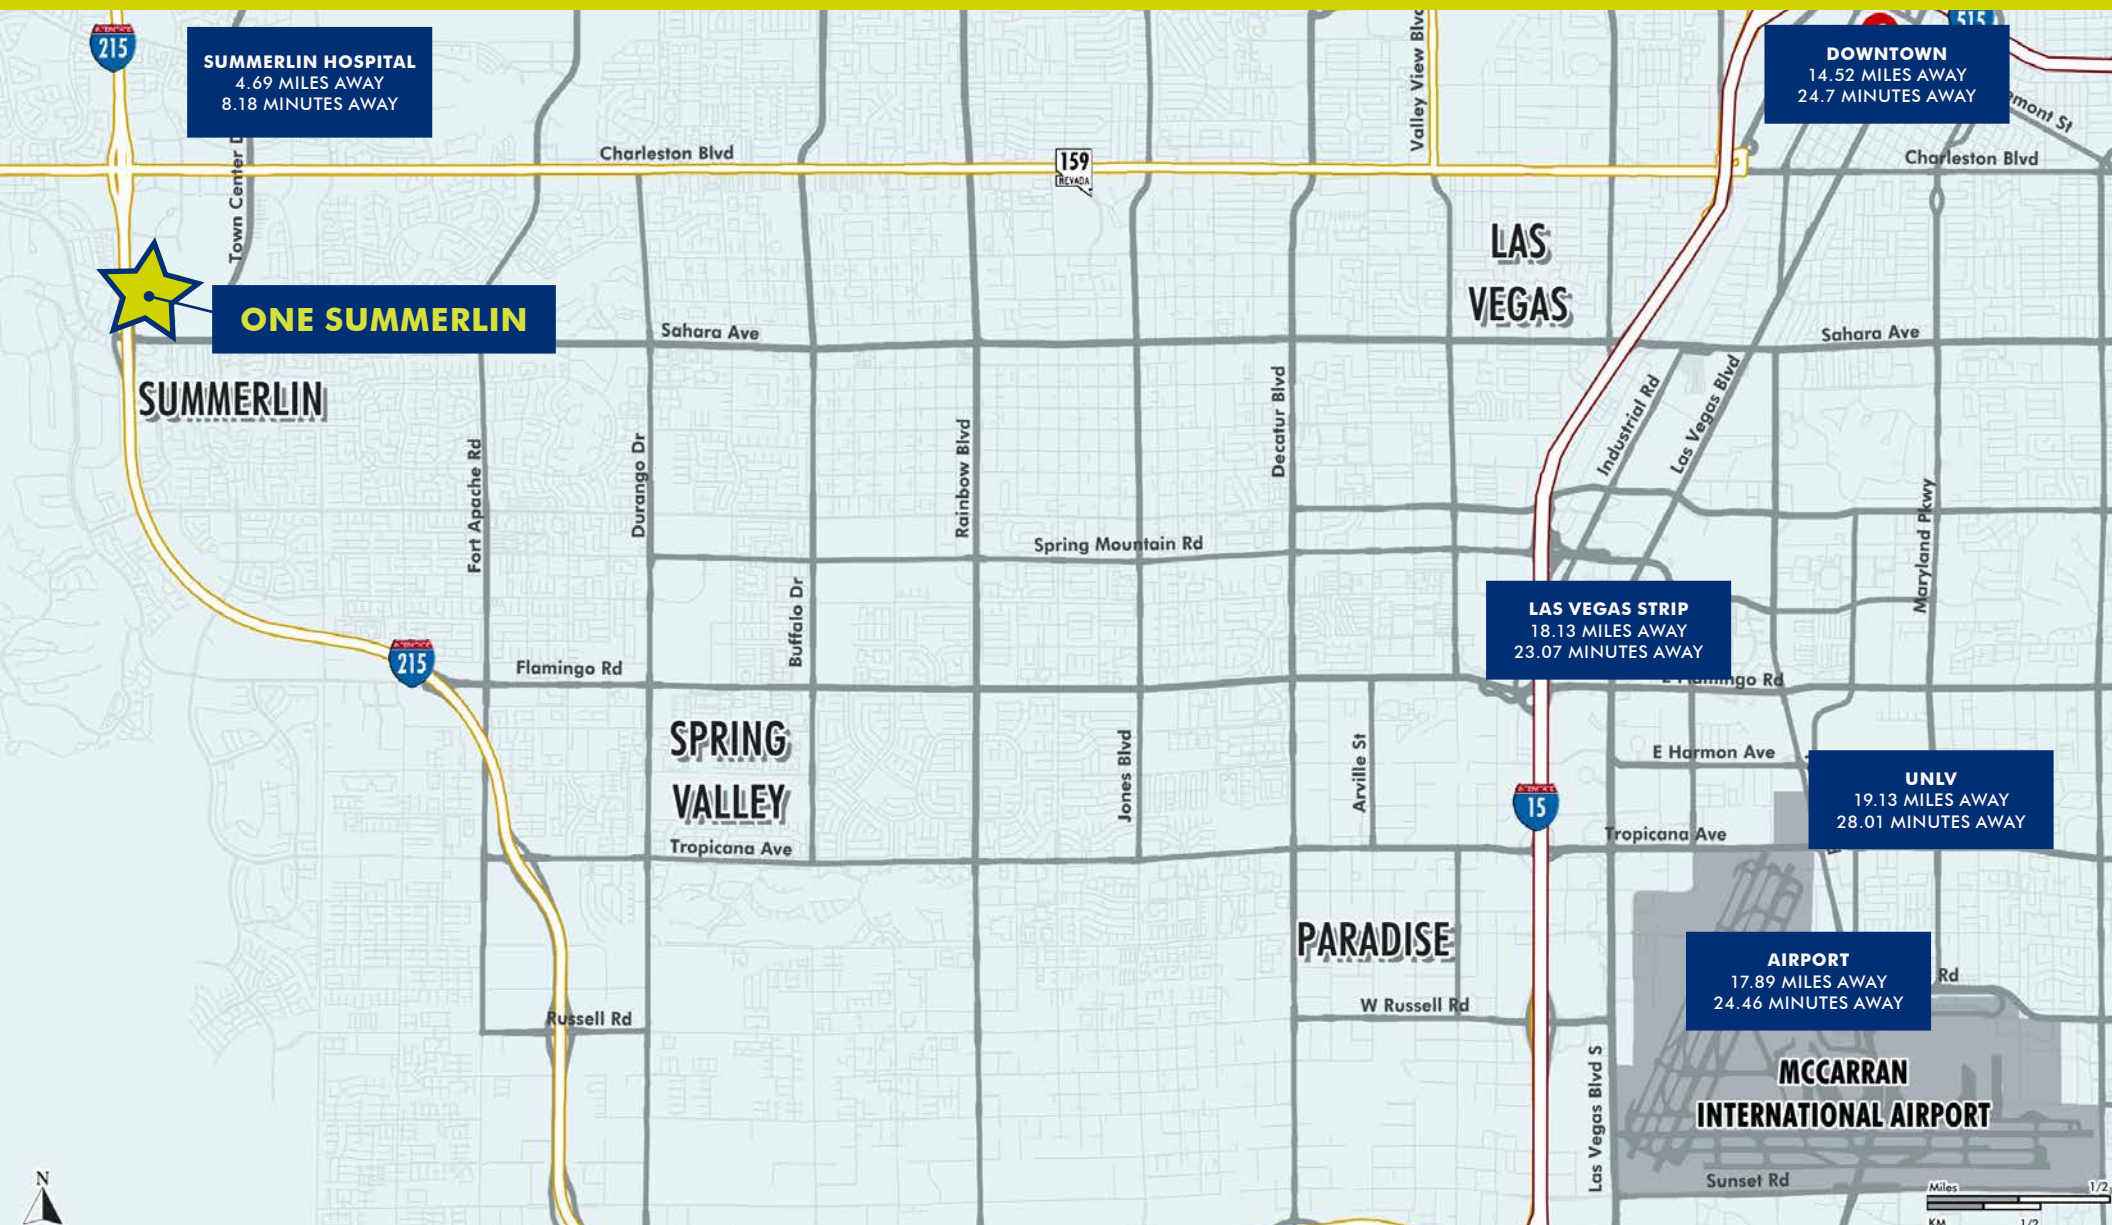 215
515
SUMMERLIN HOSPITAL
4.69 MILES AWAY
8.18 MINUTES AWAY
DOWNTOWN
14.52 MILES AWAY
24.7 MINUTES AWAY
Valley View Blvd
Charleston Blvd
159
NEVADA
Charleston Blvd
Town Center D
LAS
VEGAS
ONE SUMMERLIN
Sahara Ave
Sahara Ave
SUMMERLIN
Fort Apache Rd
Durango Dr
Rainbow Blvd
Decatur Blvd
Industrial Rd
Las Vegas Blvd
Maryland Pkwy
Spring Mountain Rd
Buffalo Dr
LAS VEGAS STRIP
18.13 MILES AWAY
23.07 MINUTES AWAY
215
Flamingo Rd
SPRING
VALLEY
Jones Blvd
Arville St
E Harmon Ave
15
UNLV
19.13 MILES AWAY
28.01 MINUTES AWAY
Tropicana Ave
Tropicana Ave
PARADISE
AIRPORT
17.89 MILES AWAY
24.46 MINUTES AWAY
Rd
W Russell Rd
Russell Rd
Las Vegas Blvd S
MCCARRAN
INTERNATIONAL AIRPORT
Sunset Rd
N
Miles
1/2
KM
1/2